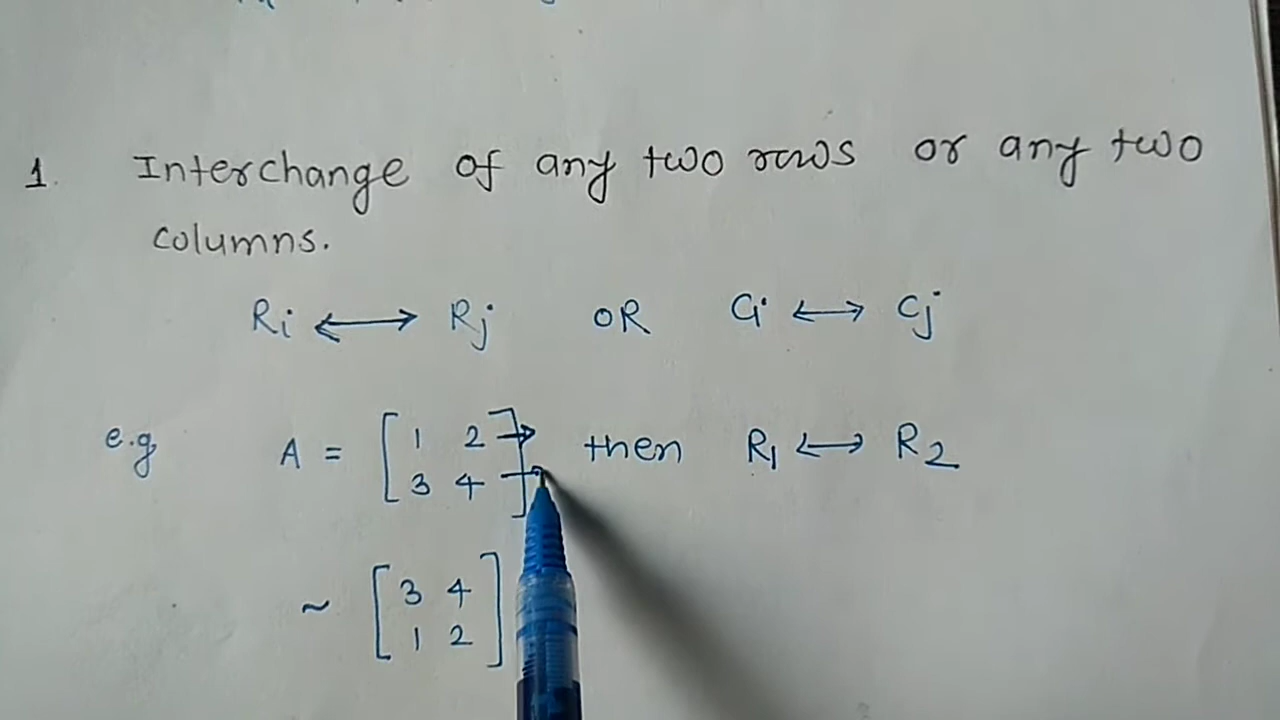 1. Interchange of any two rows or any two
columns.
Ri ⟷ Rj OR Ci ⟷ Cj
e.g A = [ 1 2 → then R1 ⟷ R2
3 4 ] →
~ [ 3 4
1 2 ]